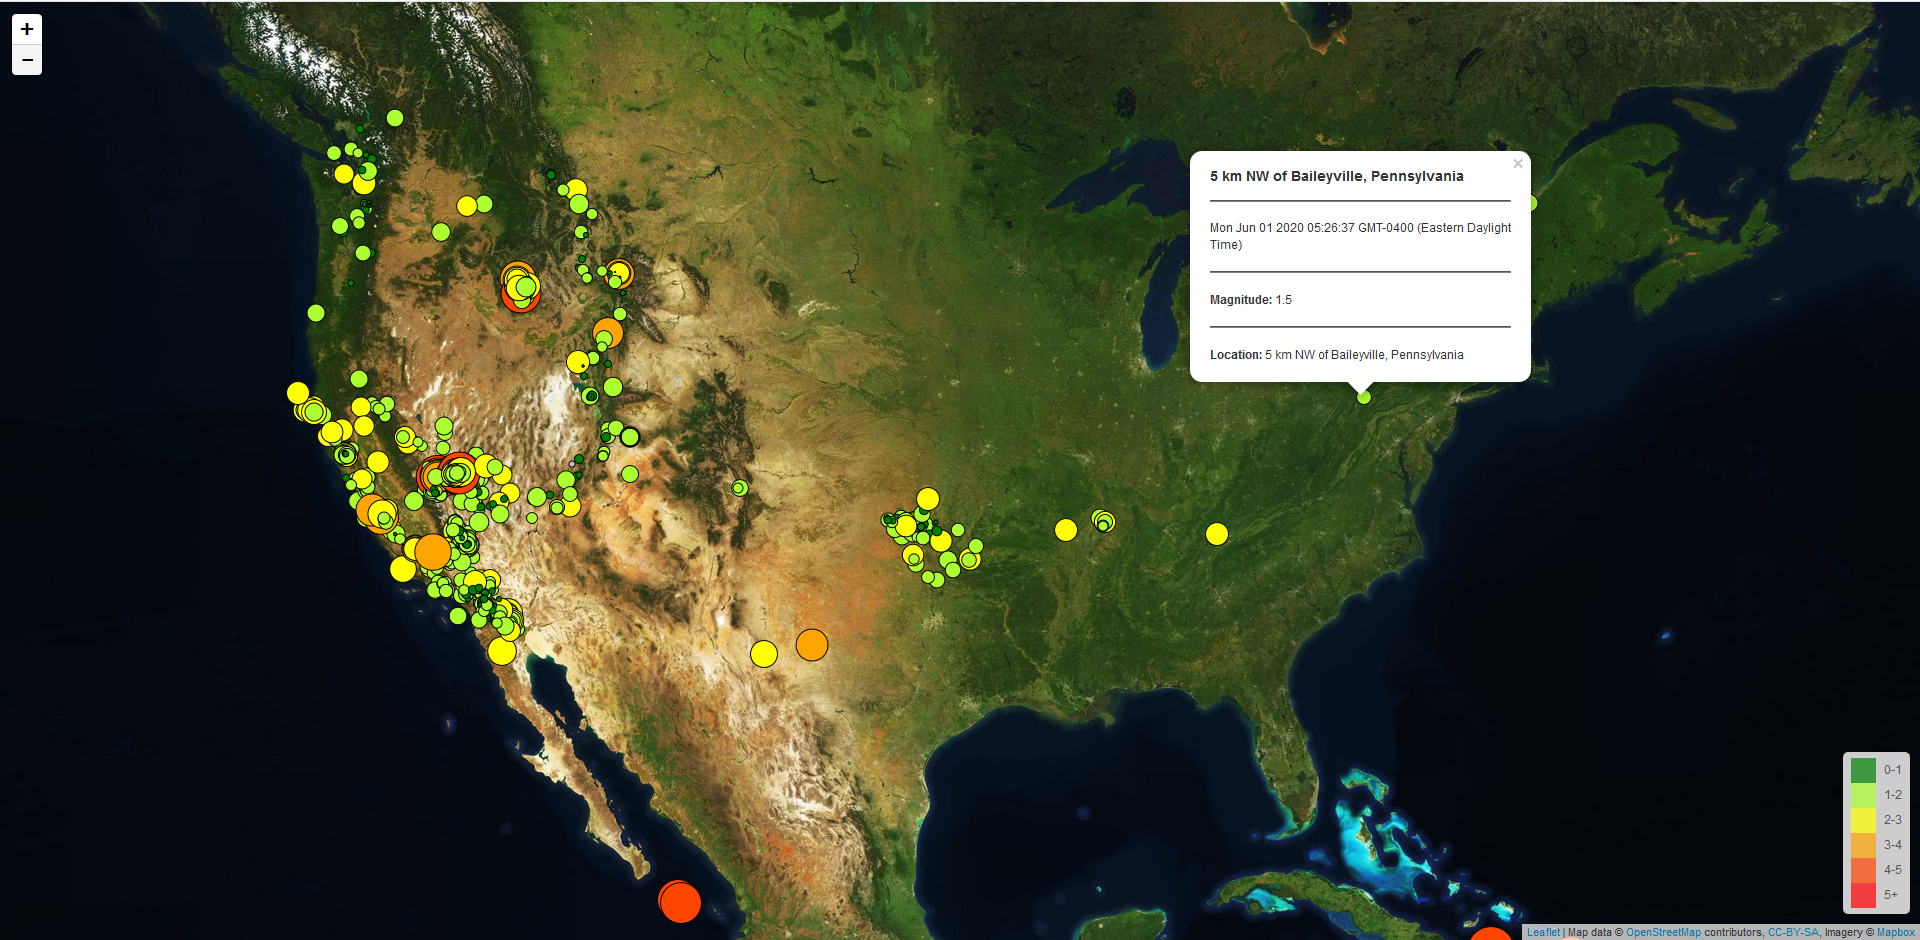 +
−
×
5 km NW of Baileyville, Pennsylvania
Mon Jun 01 2020 05:26:37 GMT-0400 (Eastern Daylight
Time)
Magnitude: 1.5
Location: 5 km NW of Baileyville, Pennsylvania
0-1
1-2
2-3
3-4
4-5
5+
Leaflet | Map data © OpenStreetMap contributors, CC-BY-SA, Imagery © Mapbox